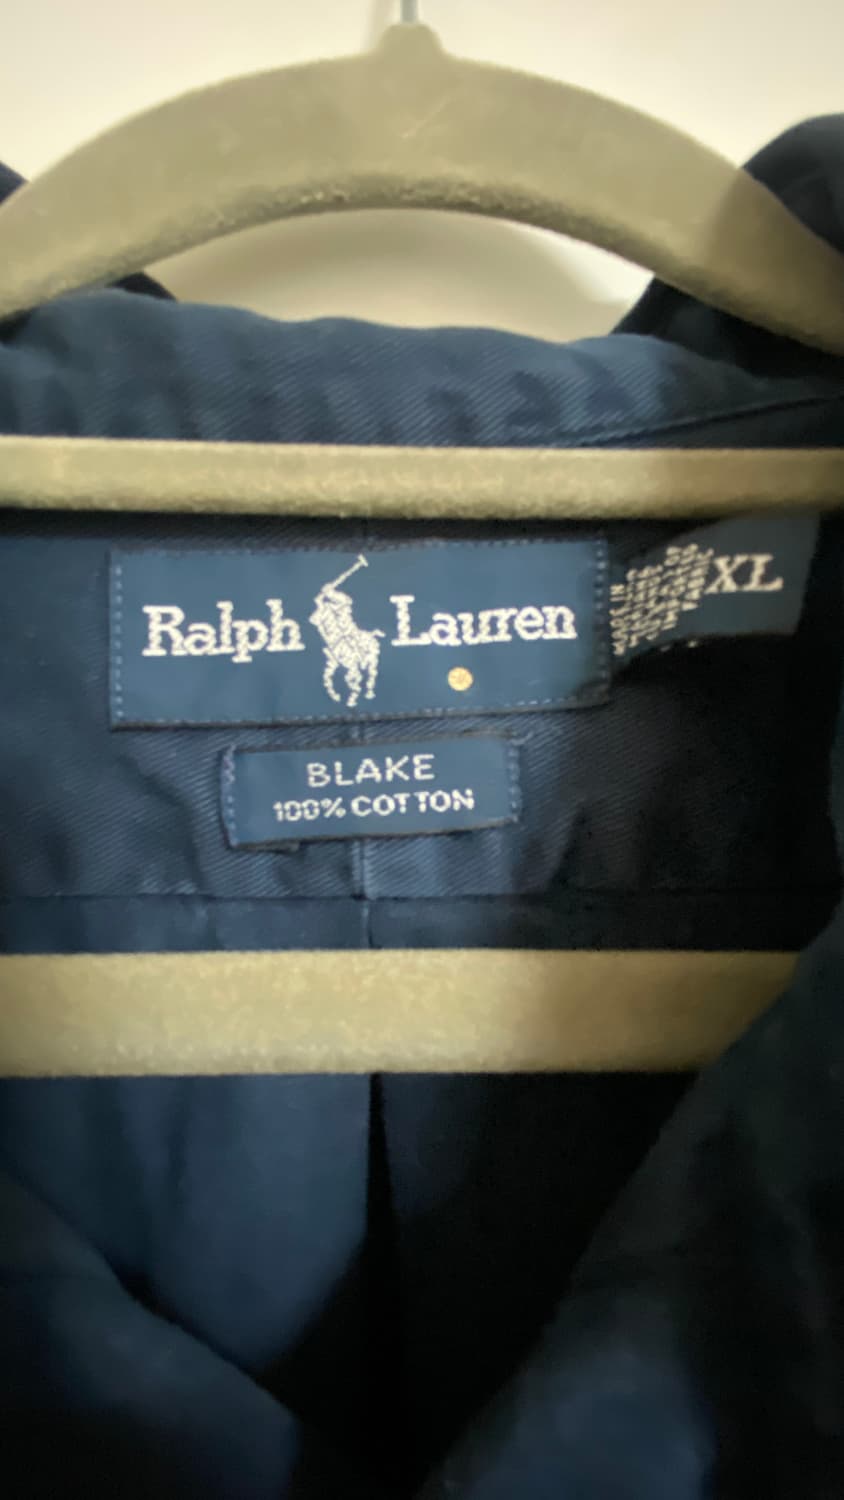 Ralph Lauren
XL
BLAKE
100% COTTON